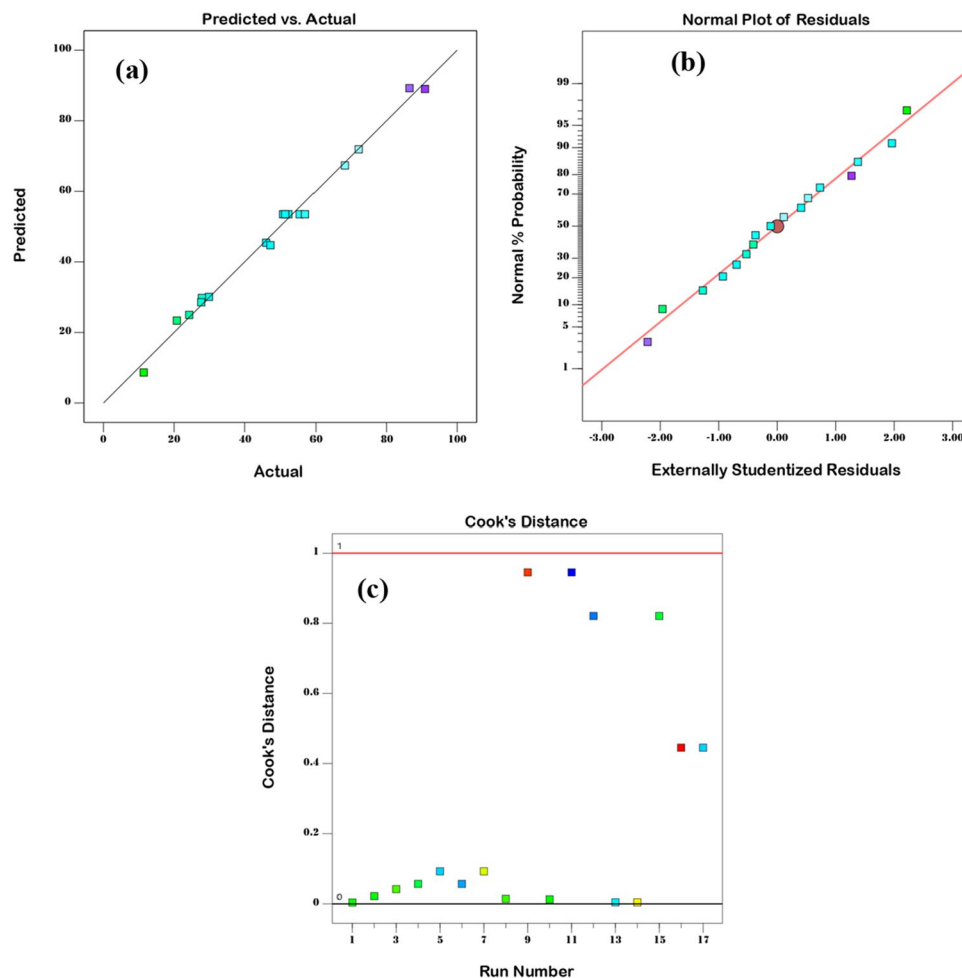 Predicted vs. Actual
(a)
Predicted
100
80
60
40
20
0
0 20 40 60 80 100
Actual
Normal Plot of Residuals
(b)
Normal % Probability
99
95
90
80
70
50
30
20
10
5
1
-3.00 -2.00 -1.00 0.00 1.00 2.00 3.00
Externally Studentized Residuals
Cook's Distance
(c)
Cook's Distance
1
0.8
0.6
0.4
0.2
0
1
0
1 3 5 7 9 11 13 15 17
Run Number